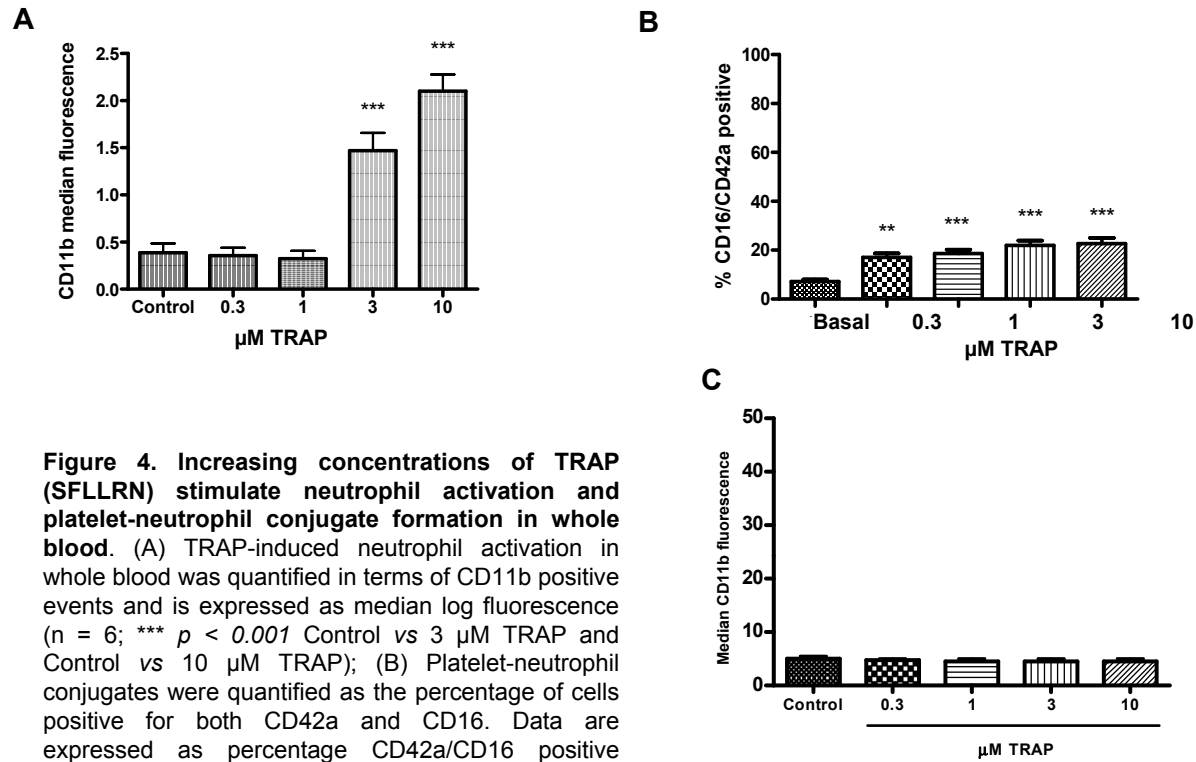 A
CD11b median fluorescence
2.5
2.0
1.5
1.0
0.5
0.0
***
***
Control 0.3 1 3 10
µM TRAP
B
% CD16/CD42a positive
100
80
60
40
20
0
** *** *** ***
Basal 0.3 1 3 10
µM TRAP
C
Median CD11b fluorescence
50
40
30
20
10
0
Control 0.3 1 3 10
µM TRAP
Figure 4. Increasing concentrations of TRAP
(SFLLRN) stimulate neutrophil activation and
platelet-neutrophil conjugate formation in whole
blood. (A) TRAP-induced neutrophil activation in
whole blood was quantified in terms of CD11b positive
events and is expressed as median log fluorescence
(n = 6; *** p < 0.001 Control vs 3 µM TRAP and
Control vs 10 µM TRAP); (B) Platelet-neutrophil
conjugates were quantified as the percentage of cells
positive for both CD42a and CD16. Data are
expressed as percentage CD42a/CD16 positive